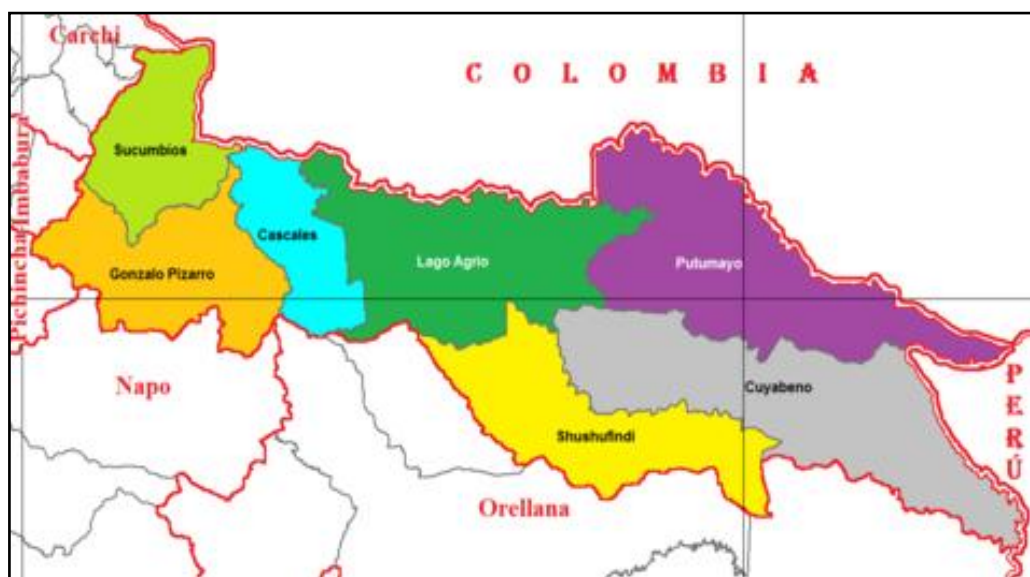 Carchi
COLOMBIA
Sucumbios
Pichincha
Imbabura
Cascales
Lago Agrio
Putumayo
Gonzalo Pizarro
Napo
Cuyabeno
PERÚ
Shushufindi
Orellana